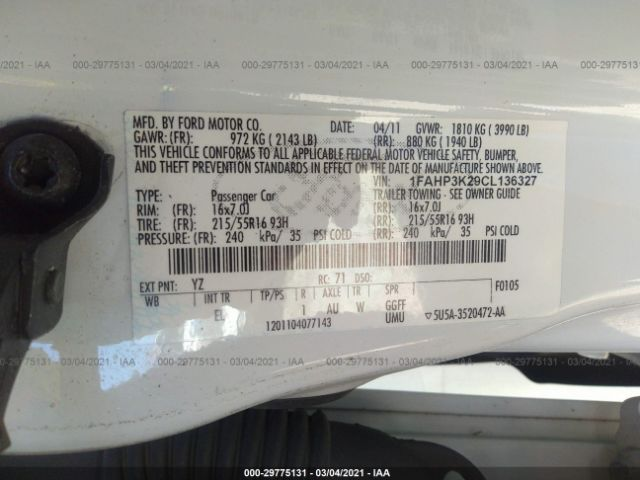 000-29775131 - 03/04/2021 - IAA
MFD. BY FORD MOTOR CO. DATE: 04/11 GVWR: 1810 KG ( 3990 LB)
GAWR: (FR): 972 KG ( 2143 LB) (RR): 880 KG ( 1940 LB)
THIS VEHICLE CONFORMS TO ALL APPLICABLE FEDERAL MOTOR VEHICLE SAFETY, BUMPER,
AND THEFT PREVENTION STANDARDS IN EFFECT ON THE DATE OF MANUFACTURE SHOWN ABOVE.
VIN: 1FAHP3K29CL136327
TYPE: Passenger Car TRAILER TOWING - SEE OWNER GUIDE
RIM: (FR): 16x7.0J (RR): 16x7.0J
TIRE: (FR): 215/55R16 93H (RR): 215/55R16 93H
PRESSURE: (FR): 240 kPa/ 35 PSI COLD (RR): 240 kPa/ 35 PSI COLD
EXT PNT: YZ RC: 71 DSO: F0105
WB INT TR TP/PS R AXLE TR SPR
EL 1 AU W GGFF
1201104077143 UMU 5U5A-3520472-AA
000-29775131 - 03/04/2021 - IAA
000-29775131 - 03/04/2021 - IAA